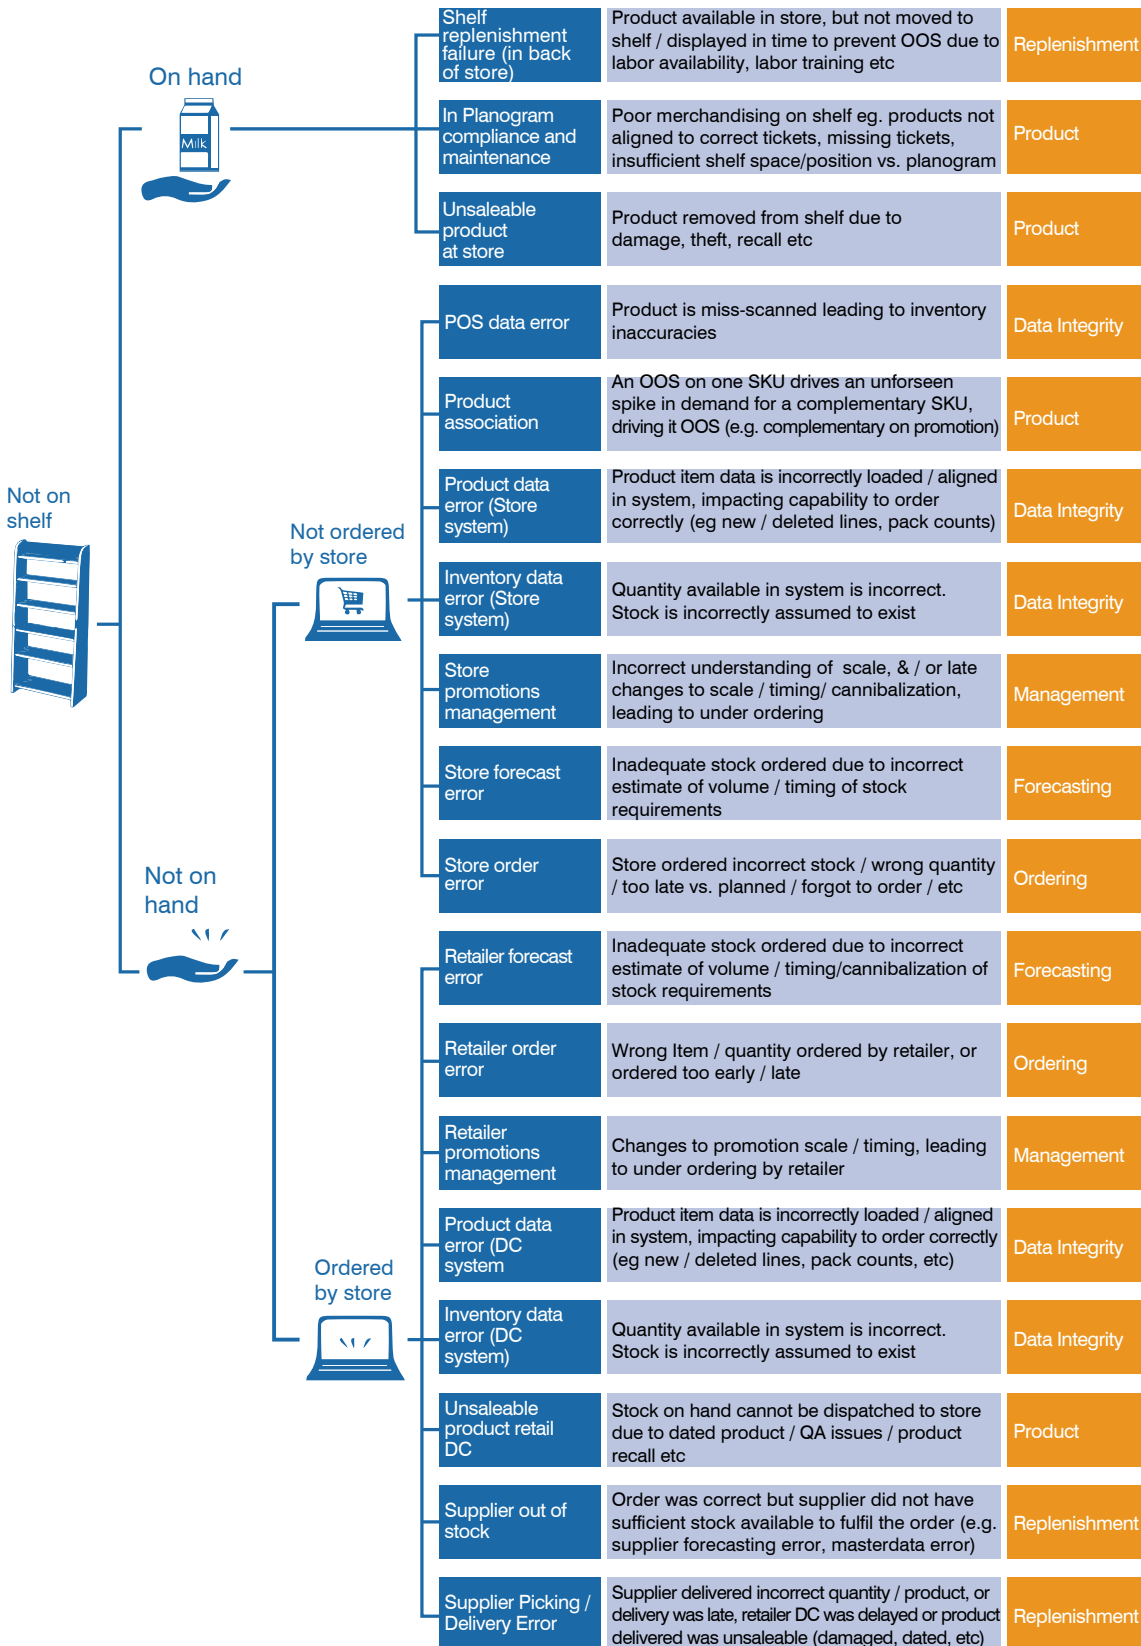 Not on
shelf
On hand
Milk
Shelf
replenishment
failure (in back
of store)
Product available in store, but not moved to
shelf / displayed in time to prevent OOS due to
labor availability, labor training etc
Replenishment
In Planogram
compliance and
maintenance
Poor merchandising on shelf eg. products not
aligned to correct tickets, missing tickets,
insufficient shelf space/position vs. planogram
Product
Unsaleable
product
at store
Product removed from shelf due to
damage, theft, recall etc
Product
Not on
hand
Not ordered
by store
POS data error
Product is miss-scanned leading to inventory
inaccuracies
Data Integrity
Product
association
An OOS on one SKU drives an unforseen
spike in demand for a complementary SKU,
driving it OOS (e.g. complementary on promotion)
Product
Product data
error (Store
system)
Product item data is incorrectly loaded / aligned
in system, impacting capability to order
correctly (eg new / deleted lines, pack counts)
Data Integrity
Inventory data
error (Store
system)
Quantity available in system is incorrect.
Stock is incorrectly assumed to exist
Data Integrity
Store
promotions
management
Incorrect understanding of scale, & / or late
changes to scale / timing/ cannibalization,
leading to under ordering
Management
Store forecast
error
Inadequate stock ordered due to incorrect
estimate of volume / timing of stock
requirements
Forecasting
Store order
error
Store ordered incorrect stock / wrong quantity
/ too late vs. planned / forgot to order / etc
Ordering
Ordered
by store
Retailer forecast
error
Inadequate stock ordered due to incorrect
estimate of volume / timing/cannibalization of
stock requirements
Forecasting
Retailer order
error
Wrong Item / quantity ordered by retailer, or
ordered too early / late
Ordering
Retailer
promotions
management
Changes to promotion scale / timing, leading
to under ordering by retailer
Management
Product data
error (DC
system
Product item data is incorrectly loaded / aligned
in system, impacting capability to order correctly
(eg new / deleted lines, pack counts, etc)
Data Integrity
Inventory data
error (DC
system)
Quantity available in system is incorrect.
Stock is incorrectly assumed to exist
Data Integrity
Unsaleable
product retail
DC
Stock on hand cannot be dispatched to store
due to dated product / QA issues / product
recall etc
Product
Supplier out of
stock
Order was correct but supplier did not have
sufficient stock available to fulfil the order (e.g.
supplier forecasting error, masterdata error)
Replenishment
Supplier Picking /
Delivery Error
Supplier delivered incorrect quantity / product, or
delivery was late, retailer DC was delayed or product
delivered was unsaleable (damaged, dated, etc)
Replenishment